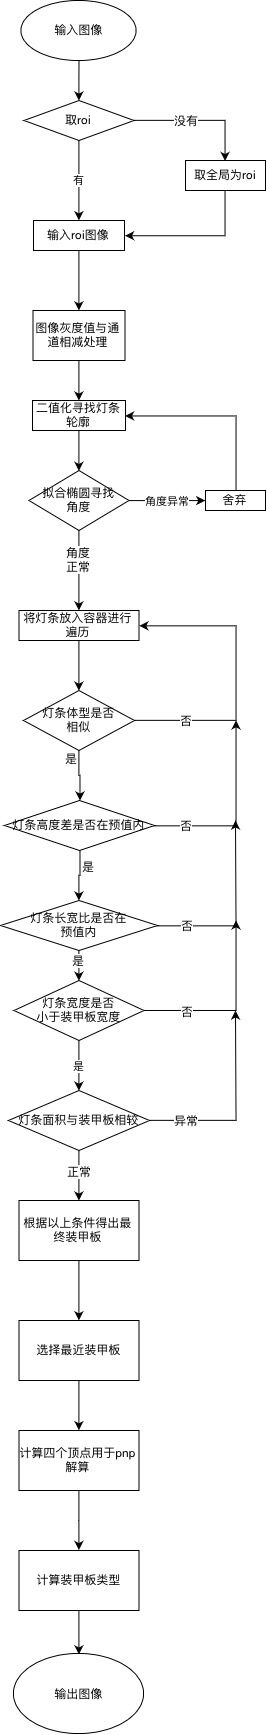 输入图像
取roi
没有
有
取全局为roi
输入roi图像
图像灰度值与通
道相减处理
二值化寻找灯条
轮廓
拟合椭圆寻找
角度
角度异常
舍弃
角度
正常
将灯条放入容器进行
遍历
灯条体型是否
相似
否
是
灯条高度差是否在预值内
否
是
灯条长宽比是否在
预值内
否
是
灯条宽度是否
小于装甲板宽度
否
是
灯条面积与装甲板相较
异常
正常
根据以上条件得出最
终装甲板
选择最近装甲板
计算四个顶点用于pnp
解算
计算装甲板类型
输出图像